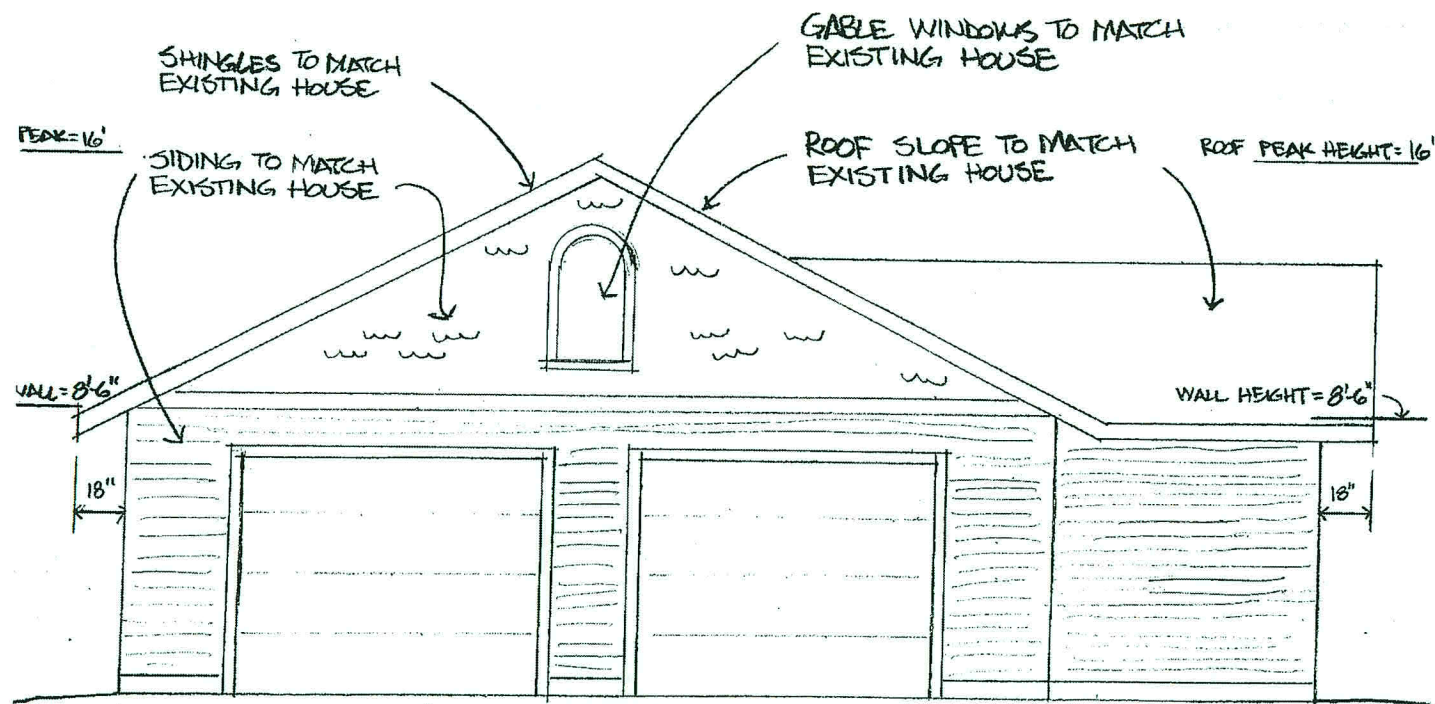 GABLE WINDOWS TO MATCH
EXISTING HOUSE
SHINGLES TO MATCH
EXISTING HOUSE
PEAK=16'
SIDING TO MATCH
EXISTING HOUSE
ROOF SLOPE TO MATCH
EXISTING HOUSE
ROOF PEAK HEIGHT=16'
WALL=8'-6"
WALL HEIGHT=8'-6"
18"
18"